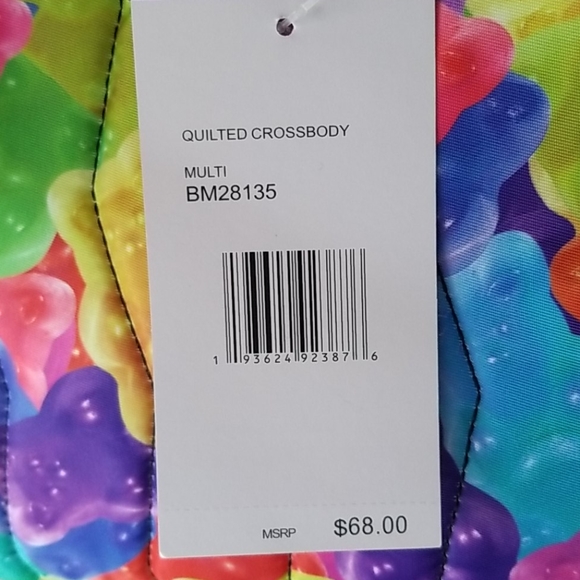 QUILTED CROSSBODY
MULTI
BM28135
1 93624 92387 6
MSRP $68.00